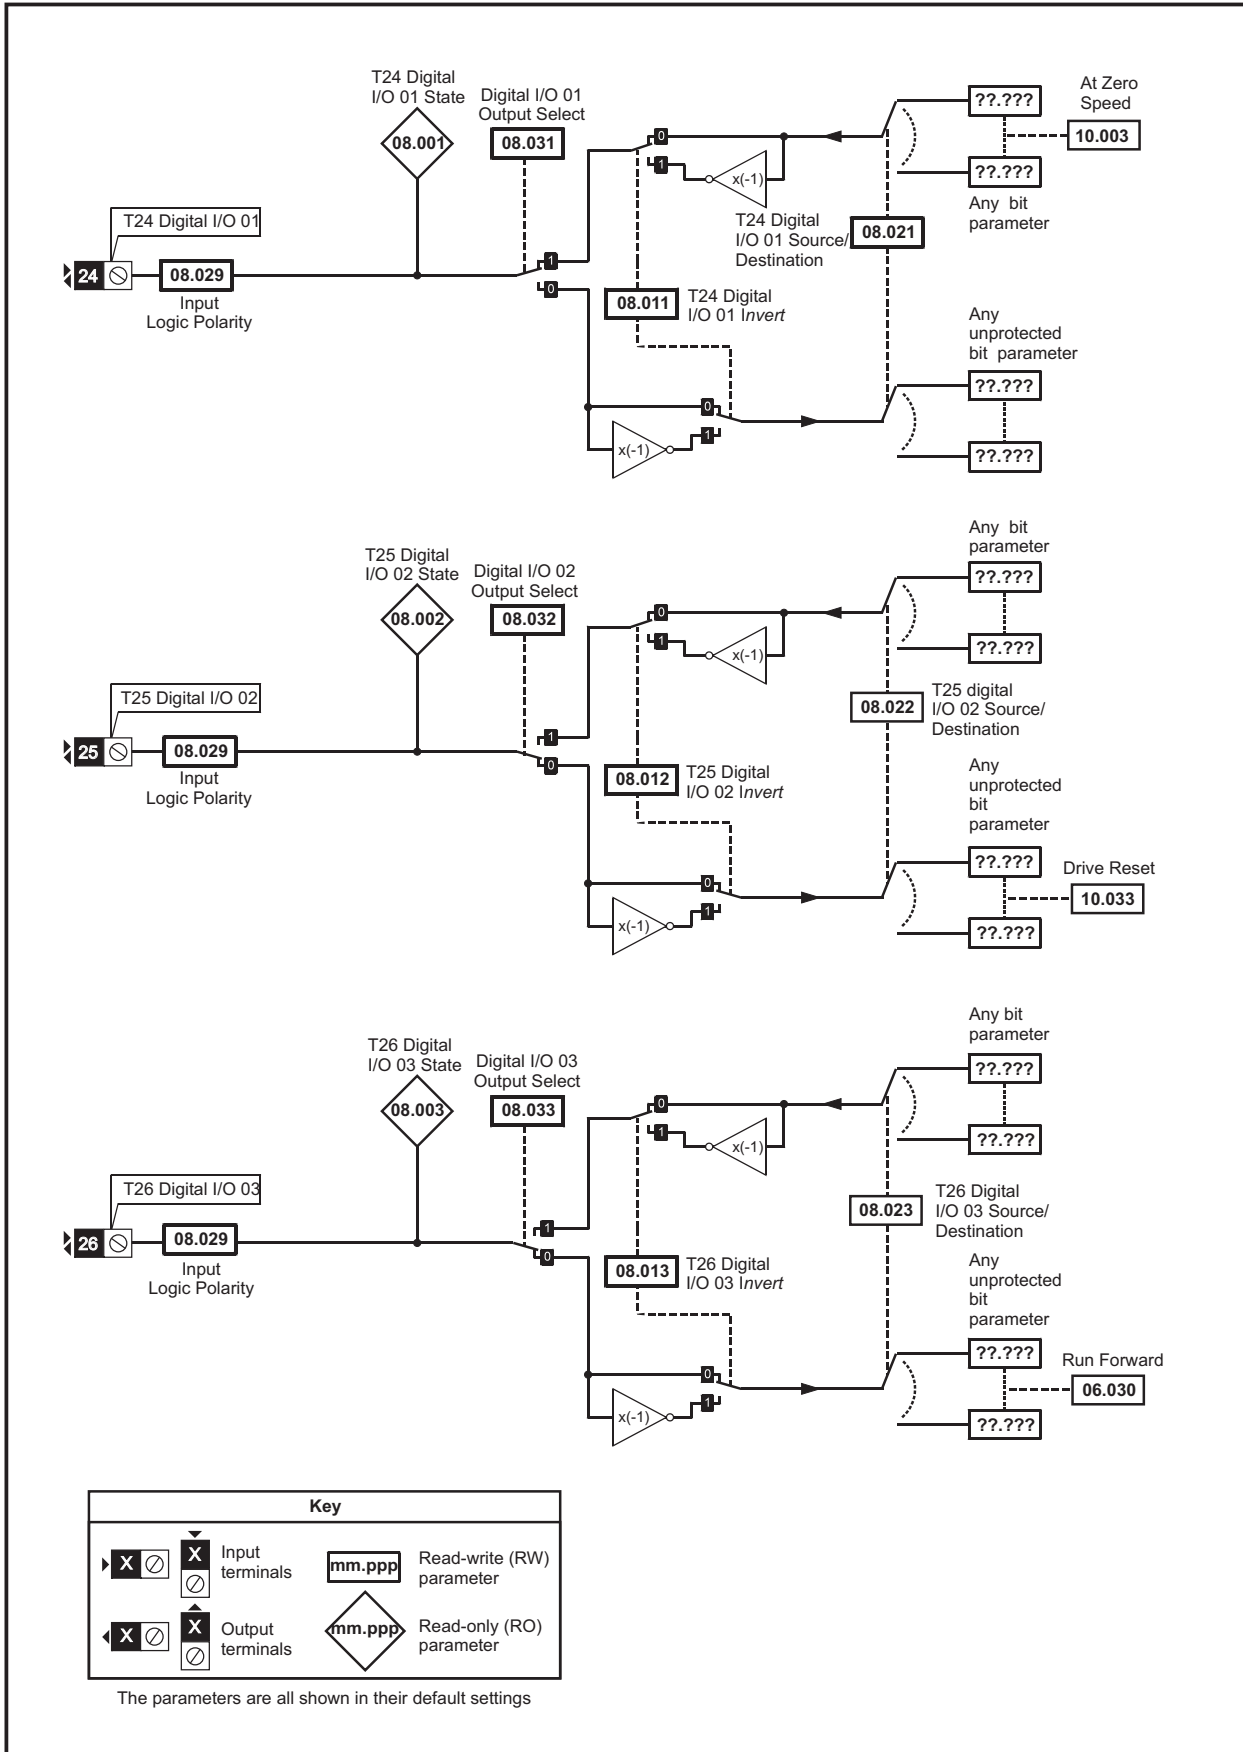 T24 Digital
I/O 01 State
08.001
Digital I/O 01
Output Select
08.031
0
1
x(-1)
??.???
??.???
At Zero
Speed
10.003
Any bit
parameter
T24 Digital I/O 01
24
08.029
Input
Logic Polarity
1
0
T24 Digital
I/O 01 Source/
Destination
08.021
08.011
T24 Digital
I/O 01 Invert
Any
unprotected
bit parameter
??.???
??.???
0
1
x(-1)
T25 Digital
I/O 02 State
08.002
Digital I/O 02
Output Select
08.032
0
1
x(-1)
Any bit
parameter
??.???
??.???
T25 Digital I/O 02
25
08.029
Input
Logic Polarity
1
0
08.022
T25 digital
I/O 02 Source/
Destination
08.012
T25 Digital
I/O 02 Invert
Any
unprotected
bit
parameter
??.???
??.???
Drive Reset
10.033
0
1
x(-1)
T26 Digital
I/O 03 State
08.003
Digital I/O 03
Output Select
08.033
0
1
x(-1)
Any bit
parameter
??.???
??.???
T26 Digital I/O 03
26
08.029
Input
Logic Polarity
1
0
08.023
T26 Digital
I/O 03 Source/
Destination
08.013
T26 Digital
I/O 03 Invert
Any
unprotected
bit
parameter
??.???
??.???
Run Forward
06.030
0
1
x(-1)
Key
X
X
Input
terminals
mm.ppp
Read-write (RW)
parameter
X
X
Output
terminals
mm.ppp
Read-only (RO)
parameter
The parameters are all shown in their default settings